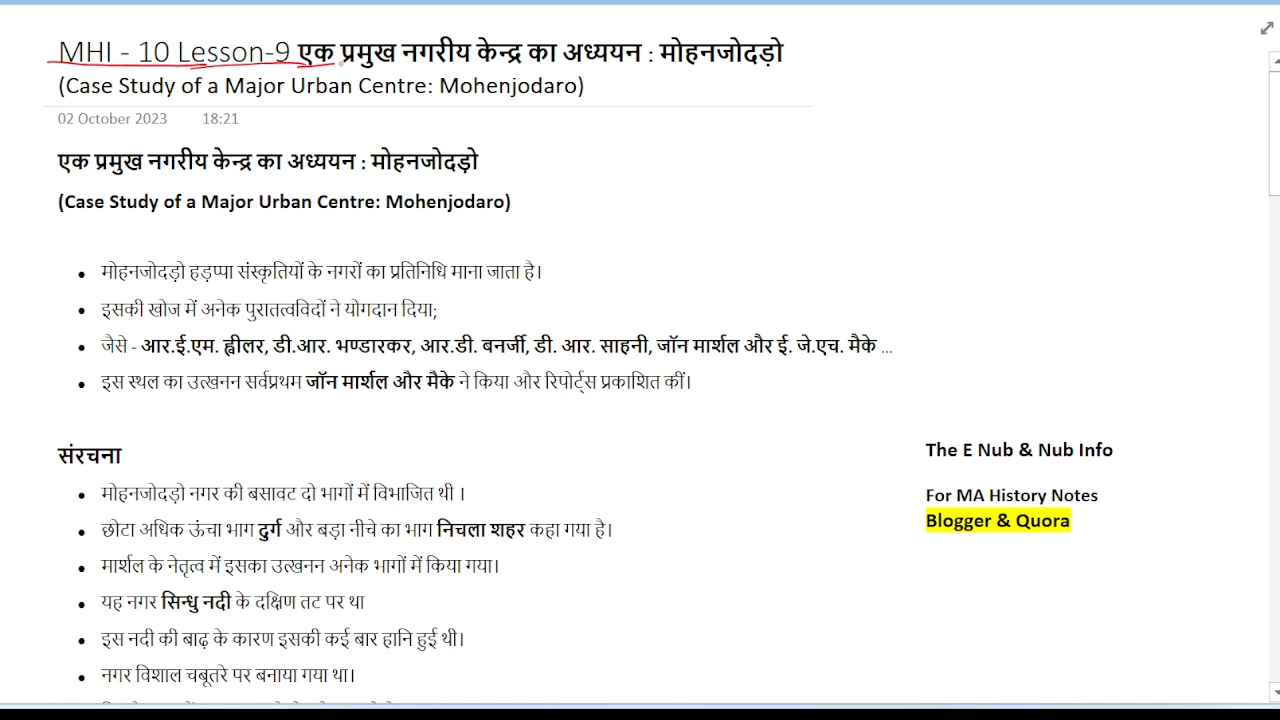 MHI - 10 Lesson-9 एक प्रमुख नगरीय केन्द्र का अध्ययन : मोहनजोदड़ो
(Case Study of a Major Urban Centre: Mohenjodaro)
02 October 2023 18:21
एक प्रमुख नगरीय केन्द्र का अध्ययन : मोहनजोदड़ो
(Case Study of a Major Urban Centre: Mohenjodaro)
• मोहनजोदड़ो हड़प्पा संस्कृतियों के नगरों का प्रतिनिधि माना जाता है।
• इसकी खोज में अनेक पुरातत्वविदों ने योगदान दिया;
• जैसे - आर.ई.एम. ह्वीलर, डी.आर. भण्डारकर, आर.डी. बनर्जी, डी. आर. साहनी, जॉन मार्शल और ई. जे.एच. मैके ...
• इस स्थल का उत्खनन सर्वप्रथम जॉन मार्शल और मैके ने किया और रिपोर्ट्स प्रकाशित कीं।
संरचना
• मोहनजोदड़ो नगर की बसावट दो भागों में विभाजित थी ।
• छोटा अधिक ऊंचा भाग दुर्ग और बड़ा नीचे का भाग निचला शहर कहा गया है।
• मार्शल के नेतृत्व में इसका उत्खनन अनेक भागों में किया गया।
• यह नगर सिन्धु नदी के दक्षिण तट पर था
• इस नदी की बाढ़ के कारण इसकी कई बार हानि हुई थी।
• नगर विशाल चबूतरे पर बनाया गया था।
The E Nub & Nub Info
For MA History Notes
Blogger & Quora